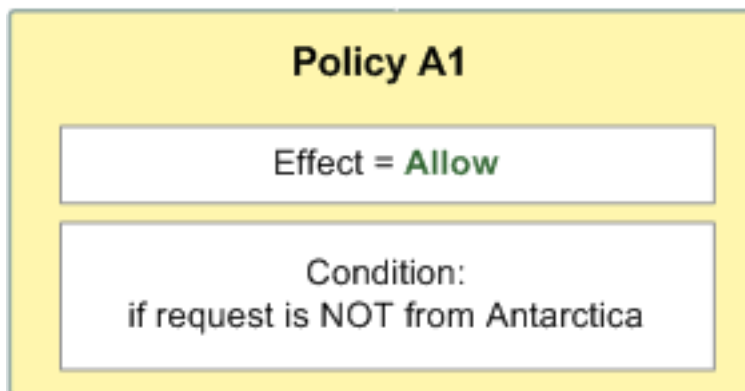 Policy A1
Effect = Allow
Condition:
if request is NOT from Antarctica